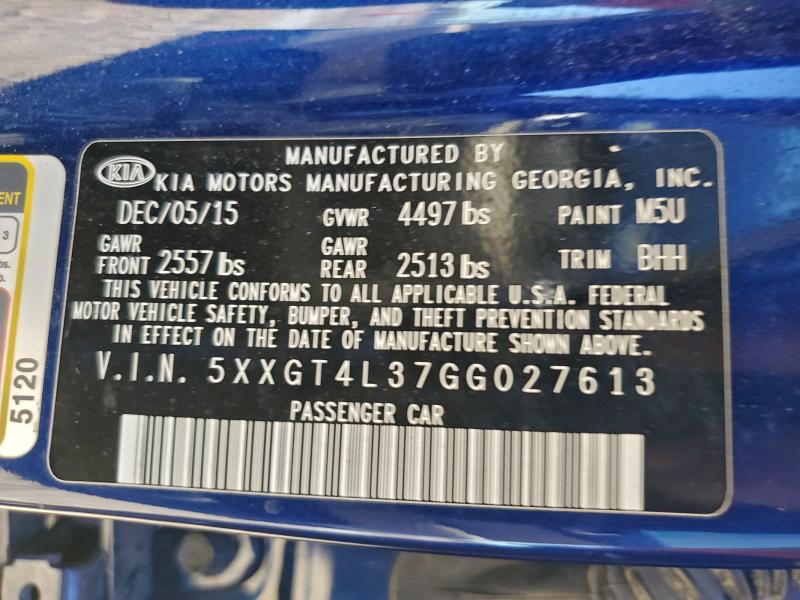 MANUFACTURED BY
KIA KIA MOTORS MANUFACTURING GEORGIA, INC.
DEC/05/15 GVWR 4497 lbs PAINT M5U
GAWR FRONT 2557 lbs GAWR REAR 2513 lbs TRIM BHH
THIS VEHICLE CONFORMS TO ALL APPLICABLE U.S.A. FEDERAL
MOTOR VEHICLE SAFETY, BUMPER, AND THEFT PREVENTION STANDARDS
IN EFFECT ON THE DATE OF MANUFACTURE SHOWN ABOVE.
V.I.N. 5XXGT4L37GG027613
PASSENGER CAR
3
5120